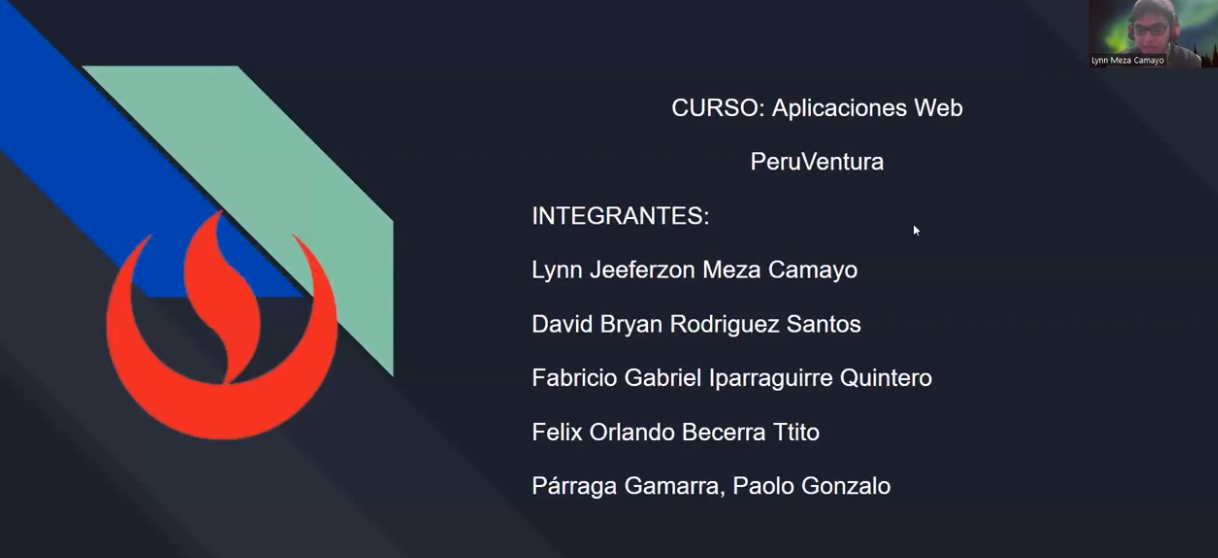 Lynn Meza Camayo
CURSO: Aplicaciones Web
PeruVentura
INTEGRANTES:
Lynn Jeeferzon Meza Camayo
David Bryan Rodriguez Santos
Fabricio Gabriel Iparraguirre Quintero
Felix Orlando Becerra Ttito
Párraga Gamarra, Paolo Gonzalo